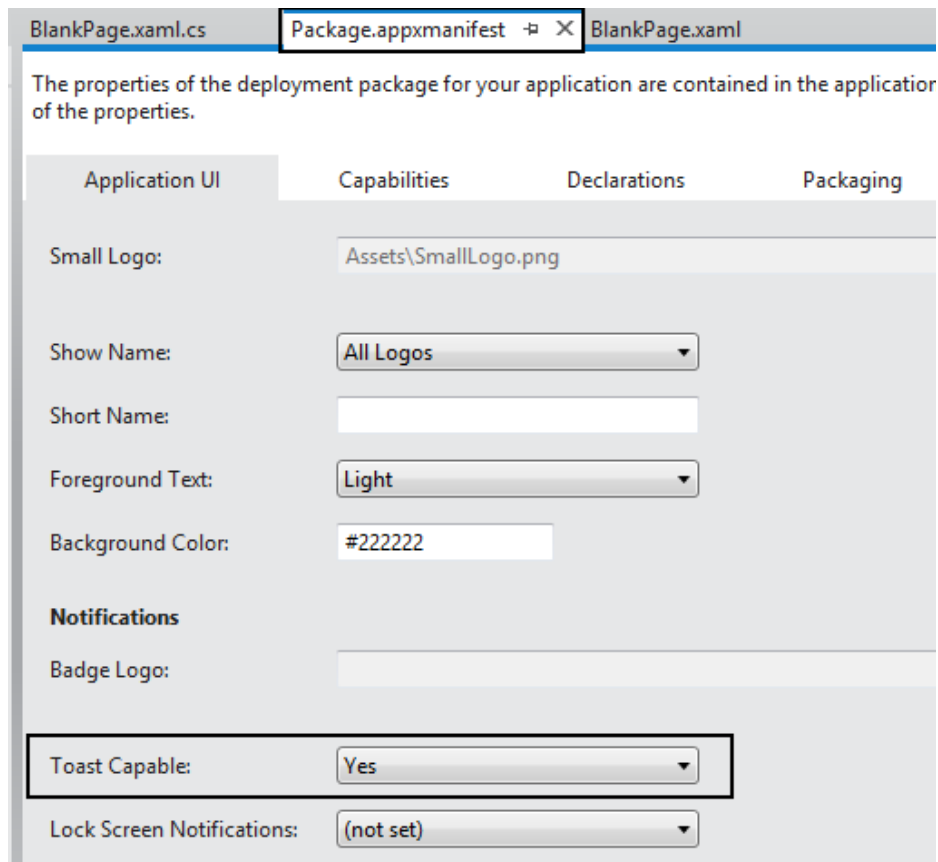 BlankPage.xaml.cs Package.appxmanifest BlankPage.xaml
The properties of the deployment package for your application are contained in the application
of the properties.
Application UI Capabilities Declarations Packaging
Small Logo: Assets\SmallLogo.png
Show Name: All Logos
Short Name:
Foreground Text: Light
Background Color: #222222
Notifications
Badge Logo:
Toast Capable: Yes
Lock Screen Notifications: (not set)